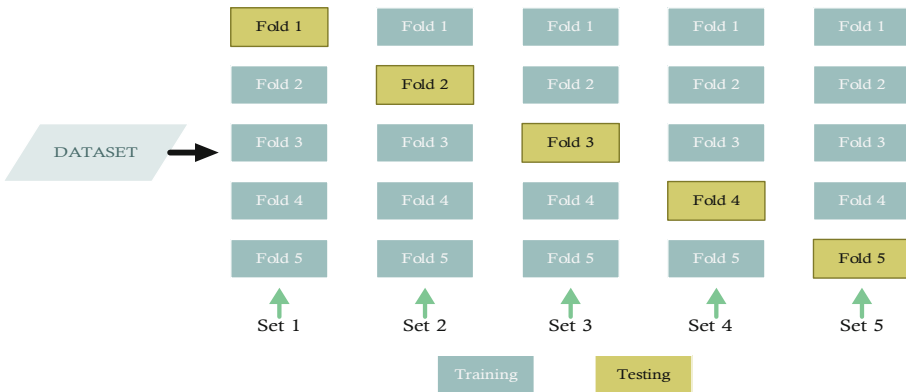 Fold 1 Fold 1 Fold 1 Fold 1 Fold 1
Fold 2 Fold 2 Fold 2 Fold 2 Fold 2
DATASET Fold 3 Fold 3 Fold 3 Fold 3 Fold 3
Fold 4 Fold 4 Fold 4 Fold 4 Fold 4
Fold 5 Fold 5 Fold 5 Fold 5 Fold 5
Set 1 Set 2 Set 3 Set 4 Set 5
Training Testing